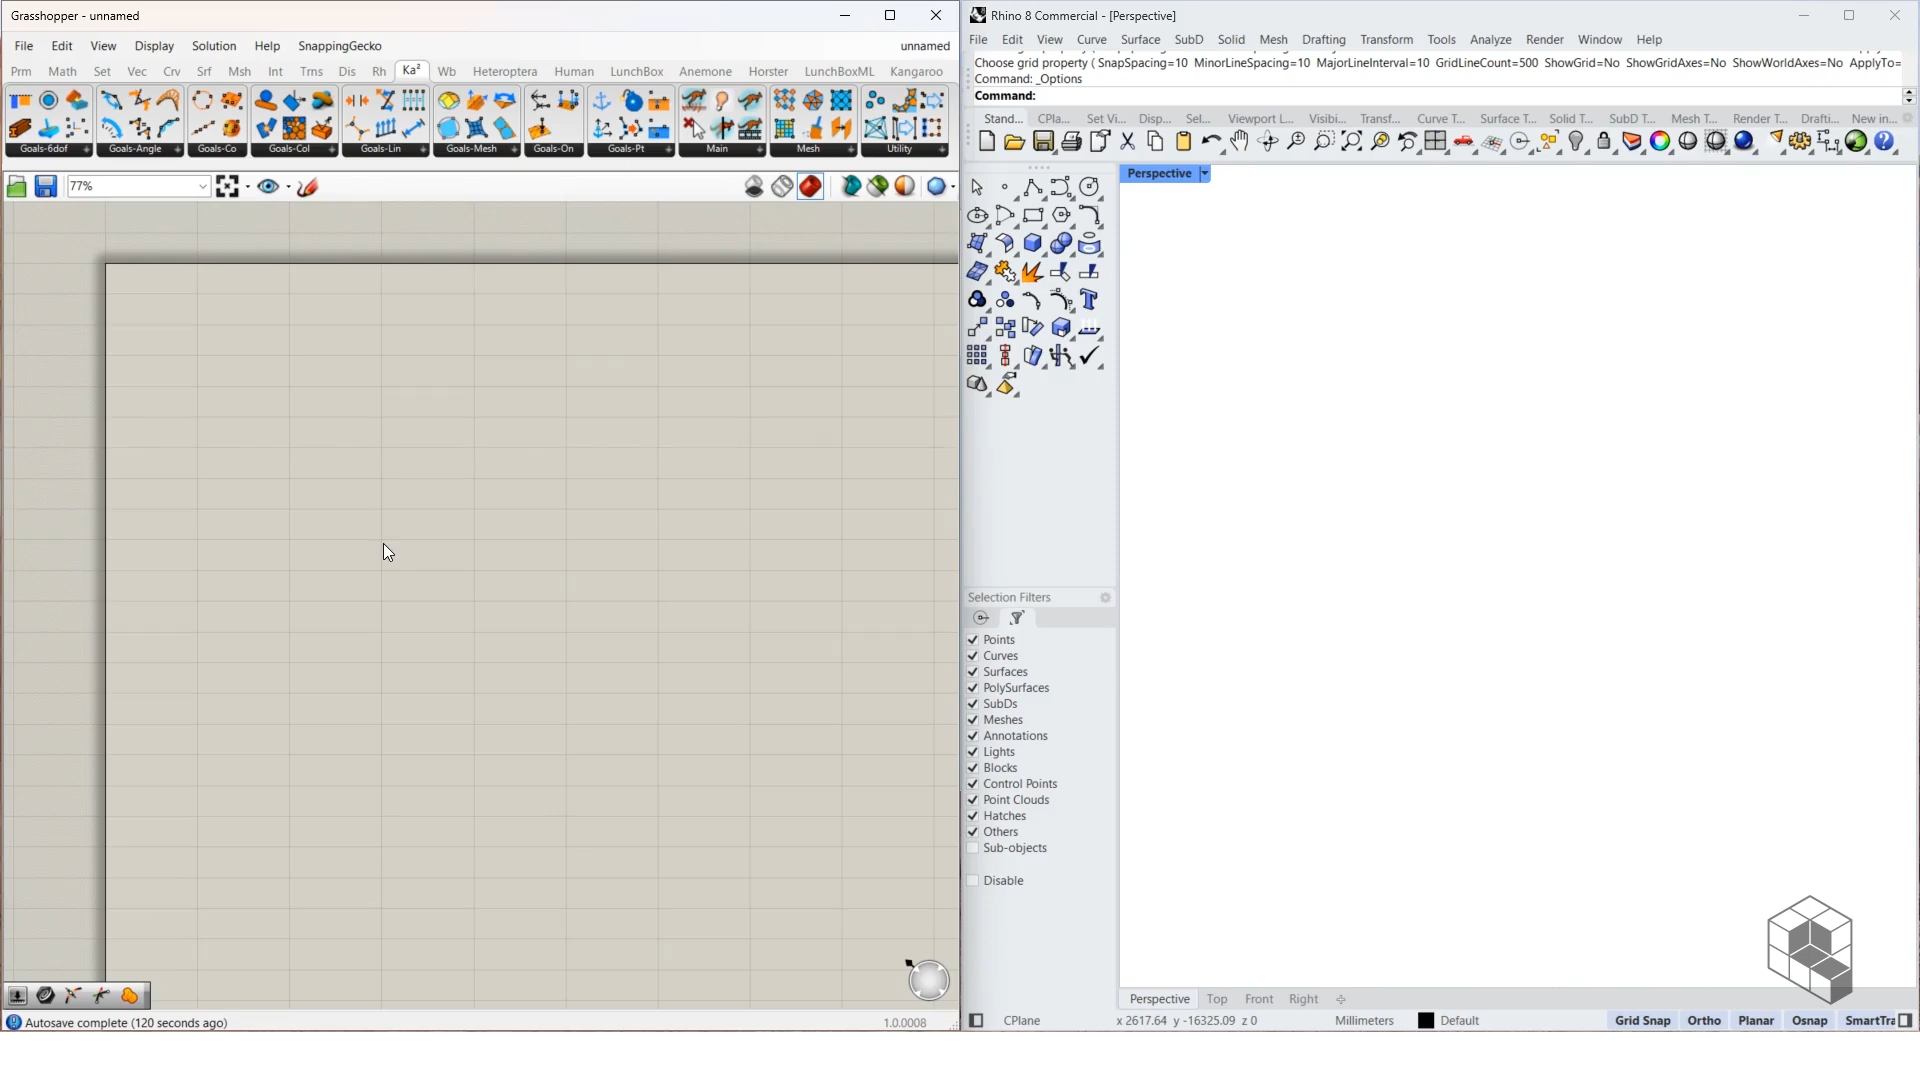 Grasshopper - unnamed
File Edit View Display Solution Help SnappingGecko unnamed
Prm Math Set Vec Crv Srf Msh Int Trns Dis Rh Ka² Wb Heteroptera Human LunchBox Anemone Horster LunchBoxML Kangaroo
Goals-6dof Goals-Angle Goals-Co Goals-Col Goals-Lin Goals-Mesh Goals-On Goals-Pt Main Mesh Utility
77%
Autosave complete (120 seconds ago) 1.0.0008
Rhino 8 Commercial - [Perspective]
File Edit View Curve Surface SubD Solid Mesh Drafting Transform Tools Analyze Render Window Help
Choose grid property ( SnapSpacing=10 MinorLineSpacing=10 MajorLineInterval=10 GridLineCount=500 ShowGrid=No ShowGridAxes=No ShowWorldAxes=No ApplyTo=
Command: _Options
Command:
Stand... CPla... Set Vi... Disp... Sel... Viewport L... Visibi... Transf... Curve T... Surface T... Solid T... SubD T... Mesh T... Render T... Drafti... New in...
Perspective
Selection Filters
Points
Curves
Surfaces
PolySurfaces
SubDs
Meshes
Annotations
Lights
Blocks
Control Points
Point Clouds
Hatches
Others
Sub-objects
Disable
Perspective Top Front Right
CPlane x 2617.64 y -16325.09 z 0 Millimeters Default Grid Snap Ortho Planar Osnap SmartTra